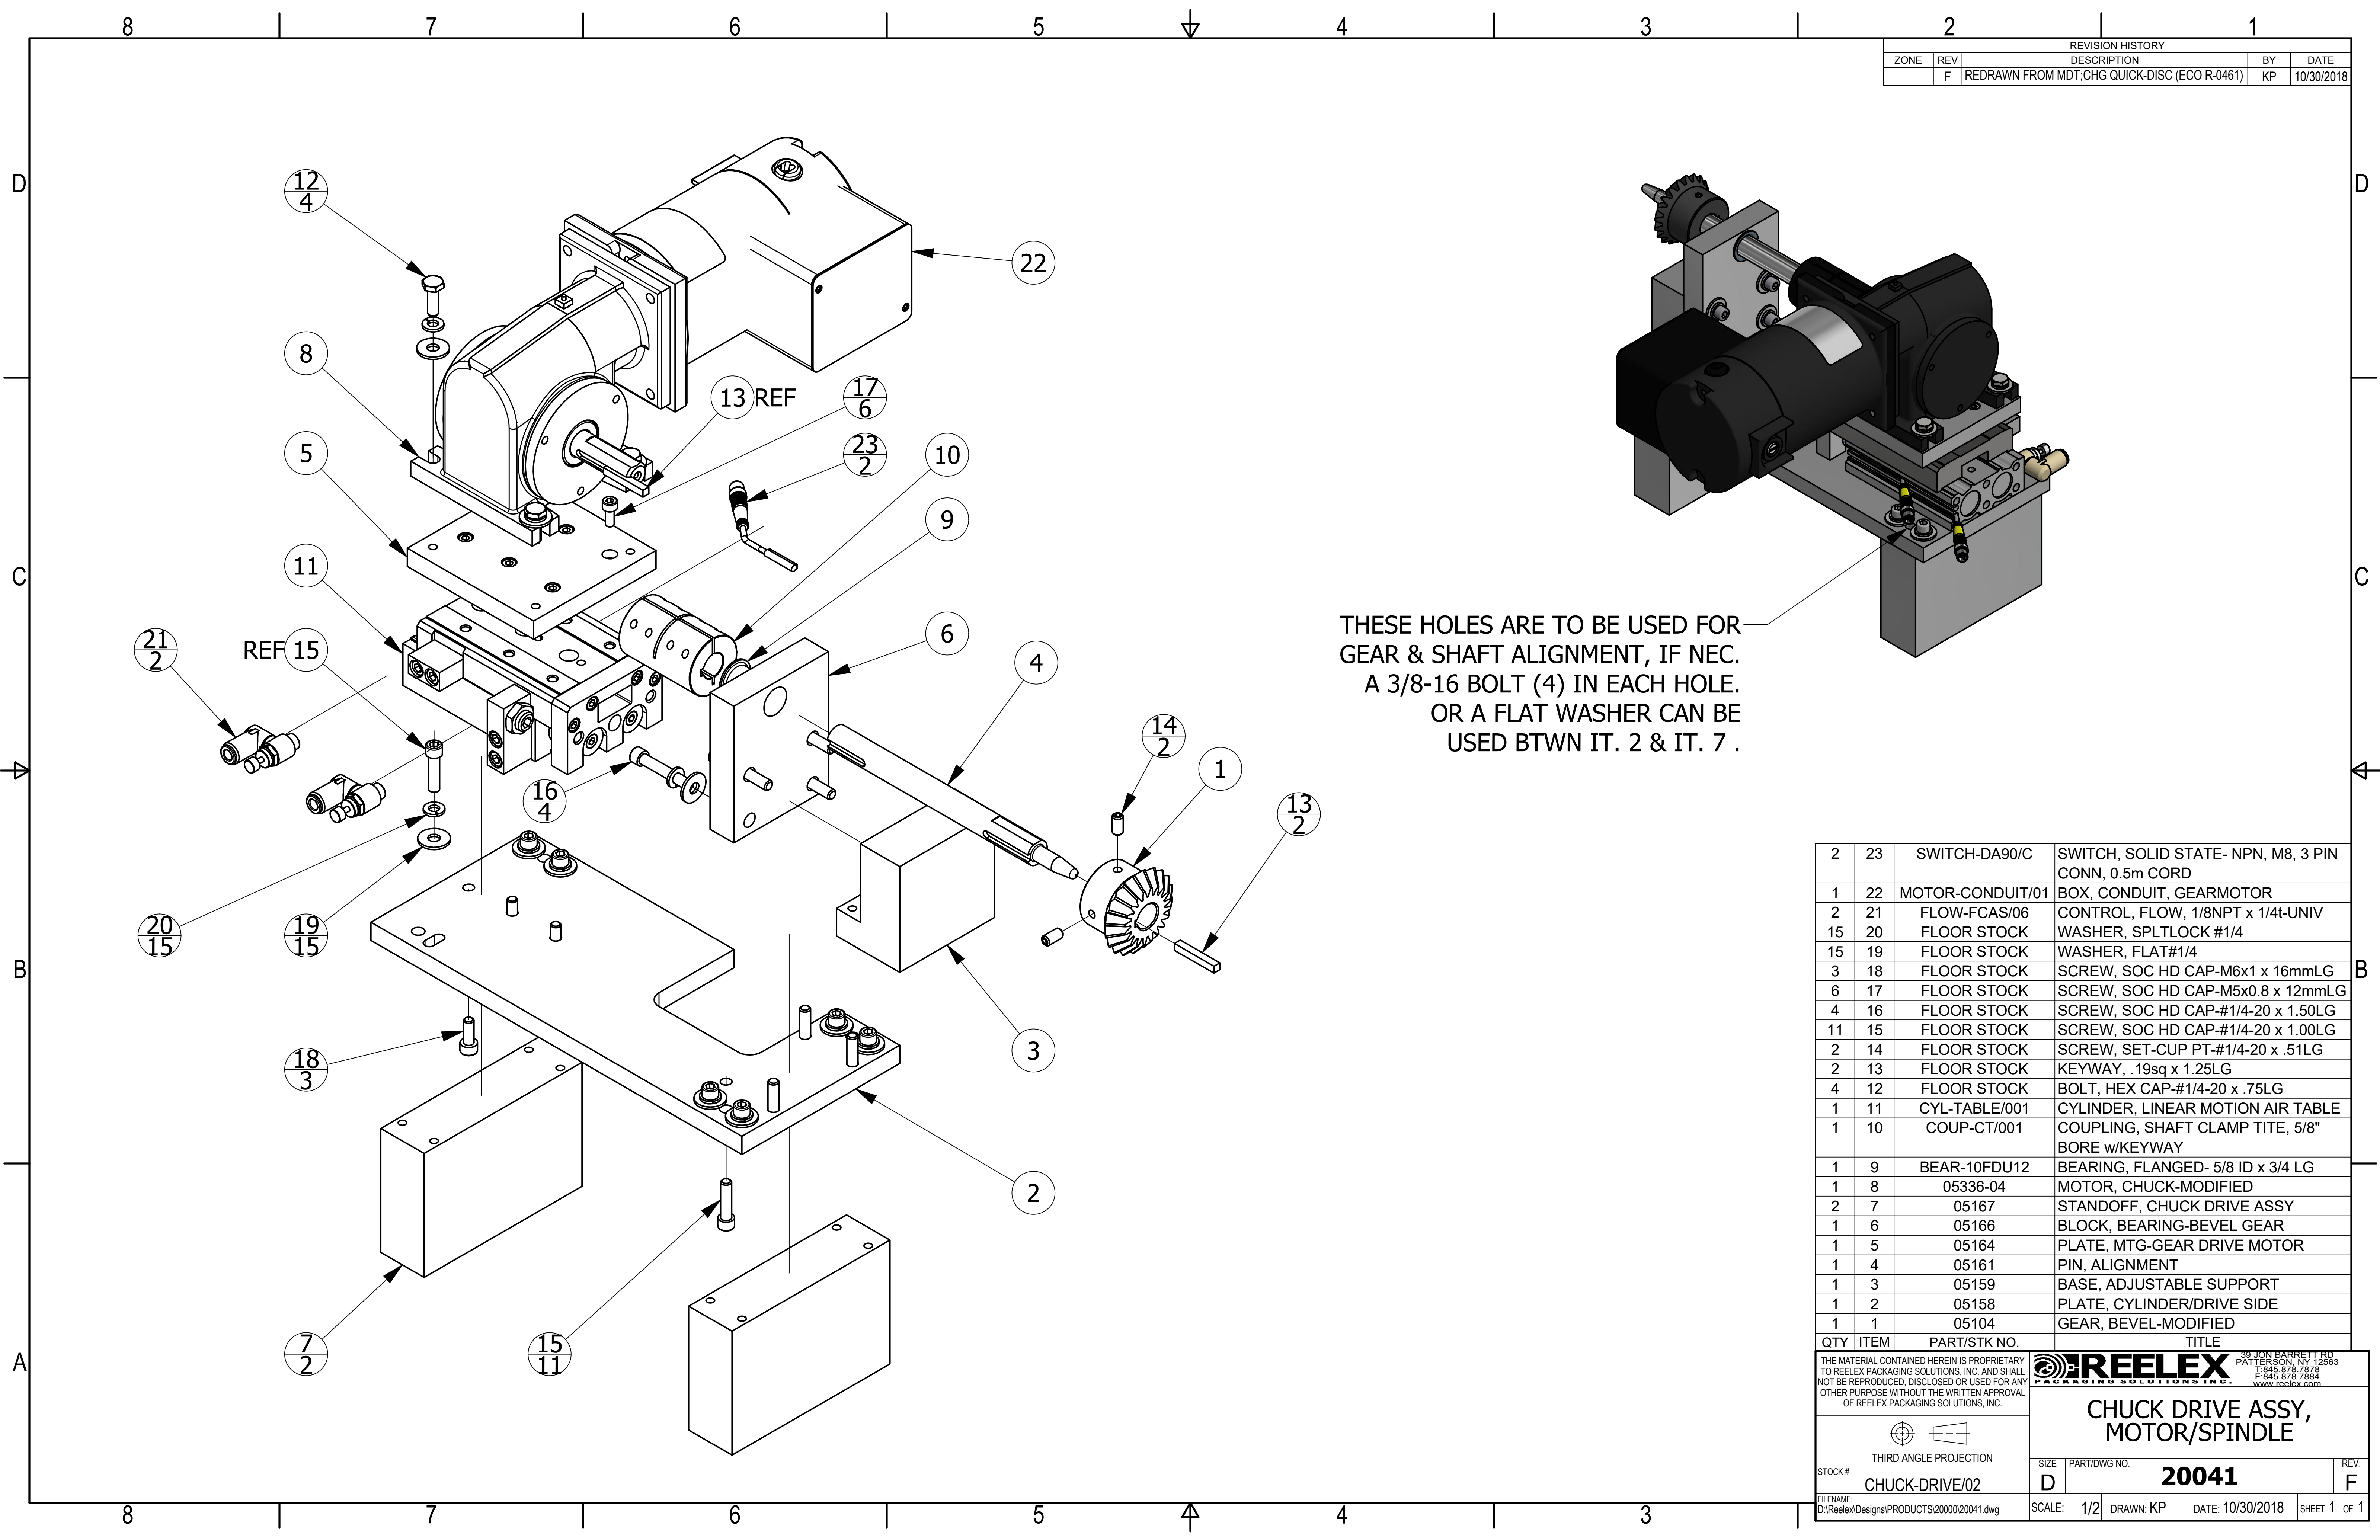 8 7 6 5 4 3 2 1
REVISION HISTORY
ZONE REV DESCRIPTION BY DATE
F REDRAWN FROM MDT;CHG QUICK-DISC (ECO R-0461) KP 10/30/2018
D D
12
4
22
8
13 REF
17
6
5
23
2
10
9
C C
11
21
2
REF 15
6
4
THESE HOLES ARE TO BE USED FOR
GEAR & SHAFT ALIGNMENT, IF NEC.
A 3/8-16 BOLT (4) IN EACH HOLE.
OR A FLAT WASHER CAN BE
USED BTWN IT. 2 & IT. 7 .
14
2
1
16
4
13
2
20
15
19
15
B B
3
18
3
2
7
2
15
11
A
2 23 SWITCH-DA90/C SWITCH, SOLID STATE- NPN, M8, 3 PIN
CONN, 0.5m CORD
1 22 MOTOR-CONDUIT/01 BOX, CONDUIT, GEARMOTOR
2 21 FLOW-FCAS/06 CONTROL, FLOW, 1/8NPT x 1/4t-UNIV
15 20 FLOOR STOCK WASHER, SPLTLOCK #1/4
15 19 FLOOR STOCK WASHER, FLAT#1/4
3 18 FLOOR STOCK SCREW, SOC HD CAP-M6x1 x 16mmLG
6 17 FLOOR STOCK SCREW, SOC HD CAP-M5x0.8 x 12mmLG
4 16 FLOOR STOCK SCREW, SOC HD CAP-#1/4-20 x 1.50LG
11 15 FLOOR STOCK SCREW, SOC HD CAP-#1/4-20 x 1.00LG
2 14 FLOOR STOCK SCREW, SET-CUP PT-#1/4-20 x .51LG
2 13 FLOOR STOCK KEYWAY, .19sq x 1.25LG
4 12 FLOOR STOCK BOLT, HEX CAP-#1/4-20 x .75LG
1 11 CYL-TABLE/001 CYLINDER, LINEAR MOTION AIR TABLE
1 10 COUP-CT/001 COUPLING, SHAFT CLAMP TITE, 5/8"
BORE w/KEYWAY
1 9 BEAR-10FDU12 BEARING, FLANGED- 5/8 ID x 3/4 LG
1 8 05336-04 MOTOR, CHUCK-MODIFIED
2 7 05167 STANDOFF, CHUCK DRIVE ASSY
1 6 05166 BLOCK, BEARING-BEVEL GEAR
1 5 05164 PLATE, MTG-GEAR DRIVE MOTOR
1 4 05161 PIN, ALIGNMENT
1 3 05159 BASE, ADJUSTABLE SUPPORT
1 2 05158 PLATE, CYLINDER/DRIVE SIDE
1 1 05104 GEAR, BEVEL-MODIFIED
QTY ITEM PART/STK NO. TITLE
THE MATERIAL CONTAINED HEREIN IS PROPRIETARY
TO REELEX PACKAGING SOLUTIONS, INC. AND SHALL
NOT BE REPRODUCED, DISCLOSED OR USED FOR ANY
OTHER PURPOSE WITHOUT THE WRITTEN APPROVAL
OF REELEX PACKAGING SOLUTIONS, INC.
REELEX
PACKAGING SOLUTIONS INC.
39 JON BARRETT RD
PATTERSON, NY 12563
T:845.878.7878
F:845.878.7884
www.reelex.com
CHUCK DRIVE ASSY,
MOTOR/SPINDLE
THIRD ANGLE PROJECTION
STOCK #
CHUCK-DRIVE/02
SIZE
D
PART/DWG NO.
20041
REV.
F
FILENAME:
D:\Reelex\Designs\PRODUCTS\20000\20041.dwg
SCALE: 1/2 DRAWN: KP DATE: 10/30/2018 SHEET 1 OF 1
8 7 6 5 4 3